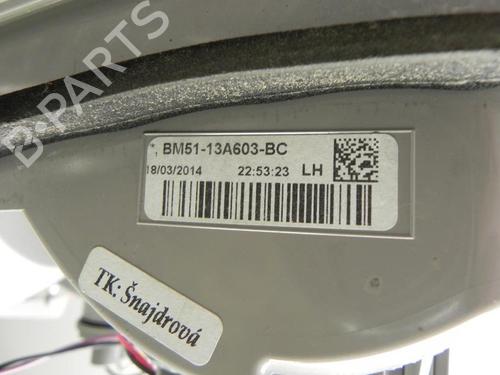 B-PARTS
*, BM51-13A603-BC
18/03/2014 22:53:23 LH
TK: Šnajdrová